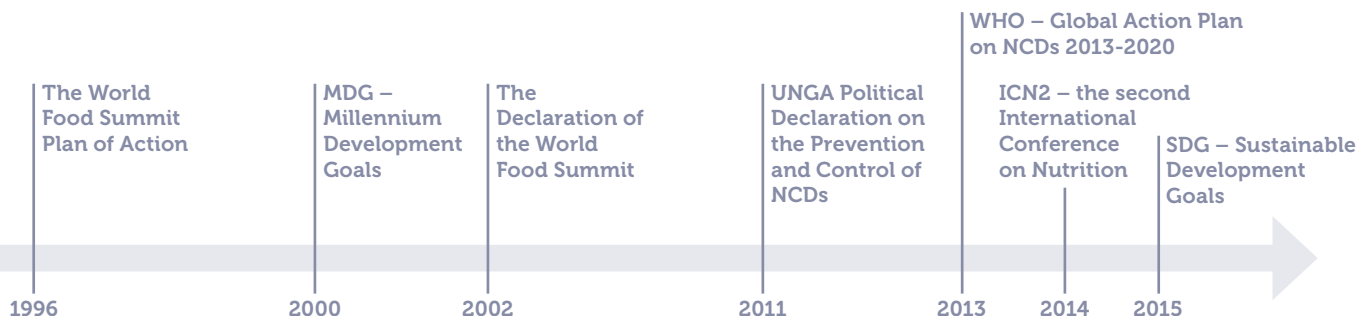 WHO – Global Action Plan
on NCDs 2013-2020
The World
Food Summit
Plan of Action
MDG –
Millennium
Development
Goals
The
Declaration of
the World
Food Summit
UNGA Political
Declaration on
the Prevention
and Control of
NCDs
ICN2 – the second
International
Conference
on Nutrition
SDG – Sustainable
Development
Goals
1996
2000
2002
2011
2013
2014
2015